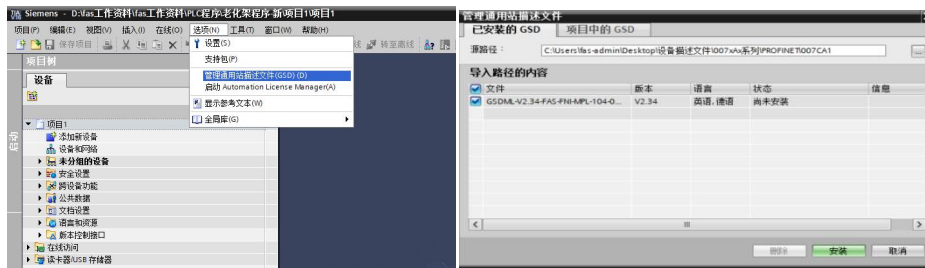 Siemens - D:\fas工作资料\fas工作资料\PLC程序\老化架程序-新\项目1\项目1
项目(P) 编辑(E) 视图(V) 插入(I) 在线(O) 选项(N) 工具(T) 窗口(W) 帮助(H)
保存项目
转至离线
设置(S)
支持包(P)
管理通用站描述文件(GSD) (D)
启动 Automation License Manager(A)
显示参考文本(W)
全局库(G)
项目树
设备
启动
项目1
添加新设备
设备和网络
未分组的设备
安全设置
跨设备功能
公共数据
文档设置
语言和资源
版本控制接口
在线访问
读卡器/USB 存储器
管理通用站描述文件
已安装的 GSD 项目中的 GSD
源路径: C:\Users\fas-admin\Desktop\设备描述文件\007xAx系列\PROFINET\007CA1
导入路径的内容
文件 版本 语言 状态 信息
GSDML-V2.34-FAS-FNI-MPL-104-0... V2.34 英语, 德语 尚未安装
删除 安装 取消